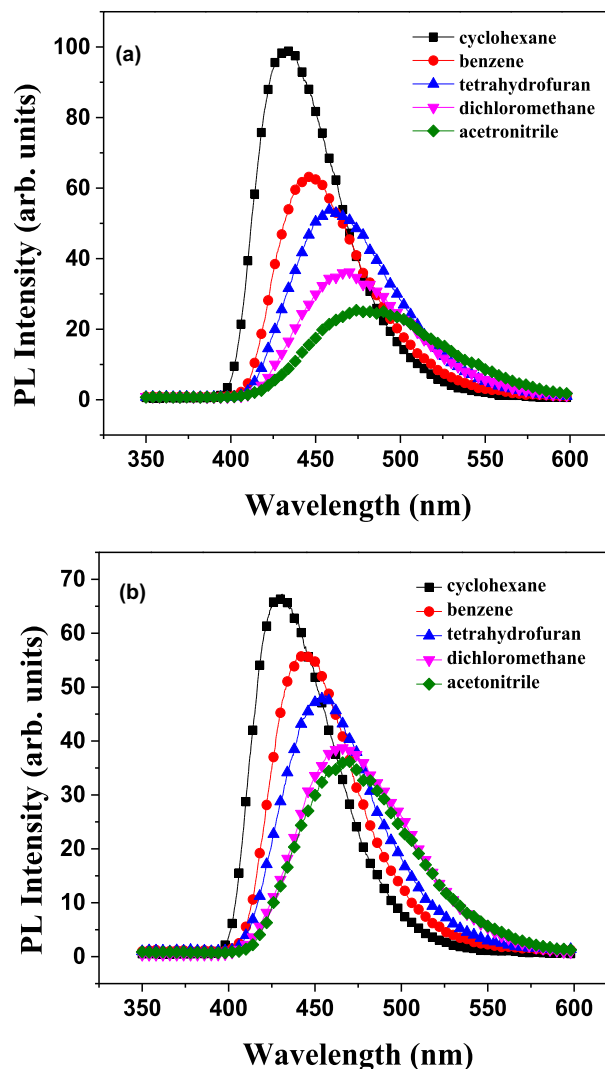 (a)
cyclohexane
benzene
tetrahydrofuran
dichloromethane
acetronitrile
PL Intensity (arb. units)
100
80
60
40
20
0
350 400 450 500 550 600
Wavelength (nm)
(b)
cyclohexane
benzene
tetrahydrofuran
dichloromethane
acetonitrile
PL Intensity (arb. units)
70
60
50
40
30
20
10
0
350 400 450 500 550 600
Wavelength (nm)